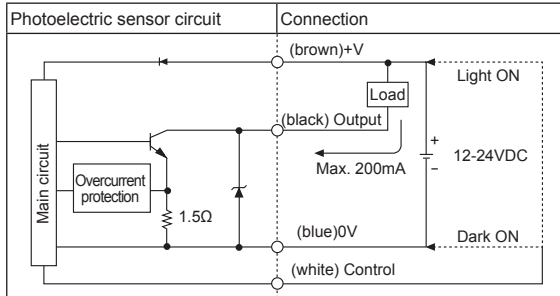 Photoelectric sensor circuit
Connection
(brown)+V
Light ON
Load
(black) Output
+
12-24VDC
−
Max. 200mA
Main circuit
Overcurrent
protection
1.5Ω
(blue)0V
Dark ON
(white) Control